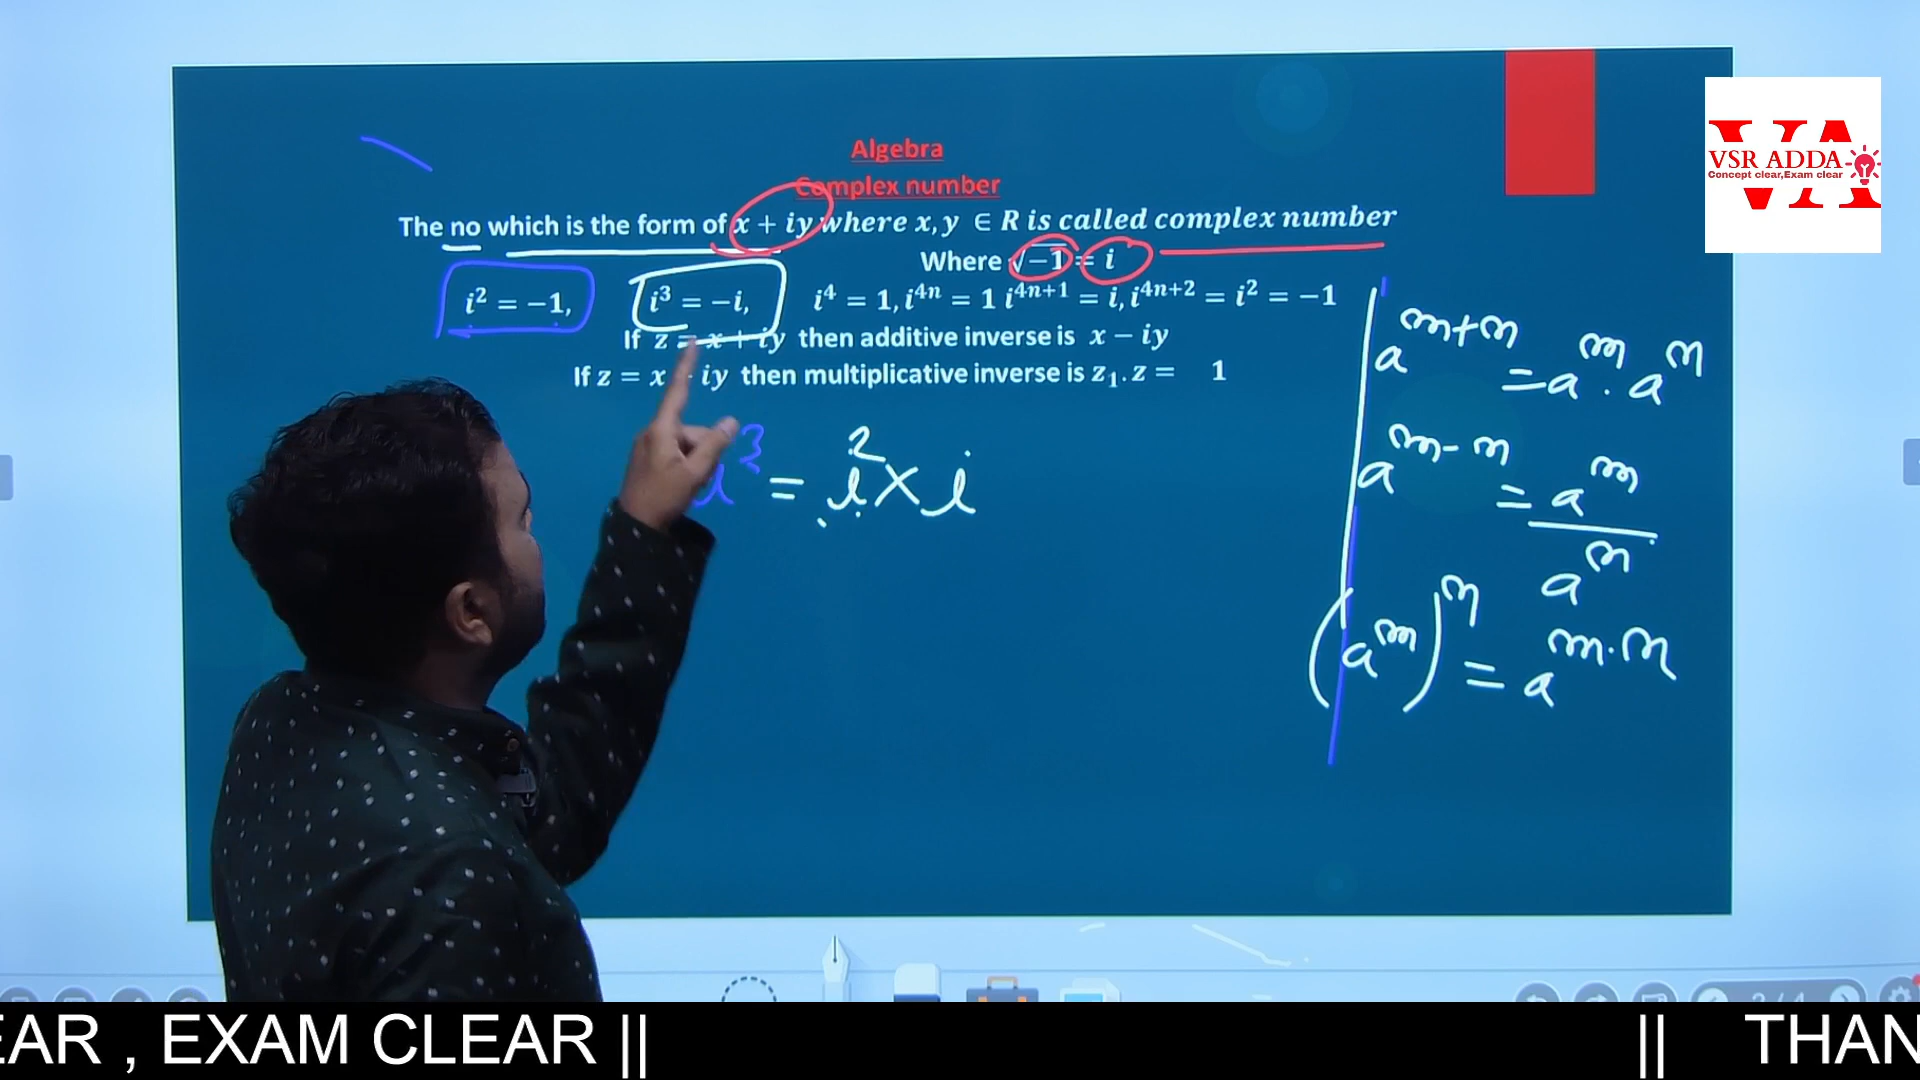 Algebra
Complex number
The no which is the form of x + iy where x, y ∈ R is called complex number
Where √−1 = i
i² = −1, i³ = −i, i⁴ = 1, i⁴ⁿ = 1 i⁴ⁿ⁺¹ = i, i⁴ⁿ⁺² = i² = −1
If z = x + iy then additive inverse is x − iy
If z = x iy then multiplicative inverse is z₁.z = 1
i³ = i² × i
aᵐ⁺ⁿ = aᵐ . aⁿ
aᵐ⁻ⁿ = aᵐ
aⁿ
(aᵐ)ⁿ = aᵐ·ⁿ
VSR ADDA
Concept clear,Exam clear
2/4
EAR , EXAM CLEAR || || THAN